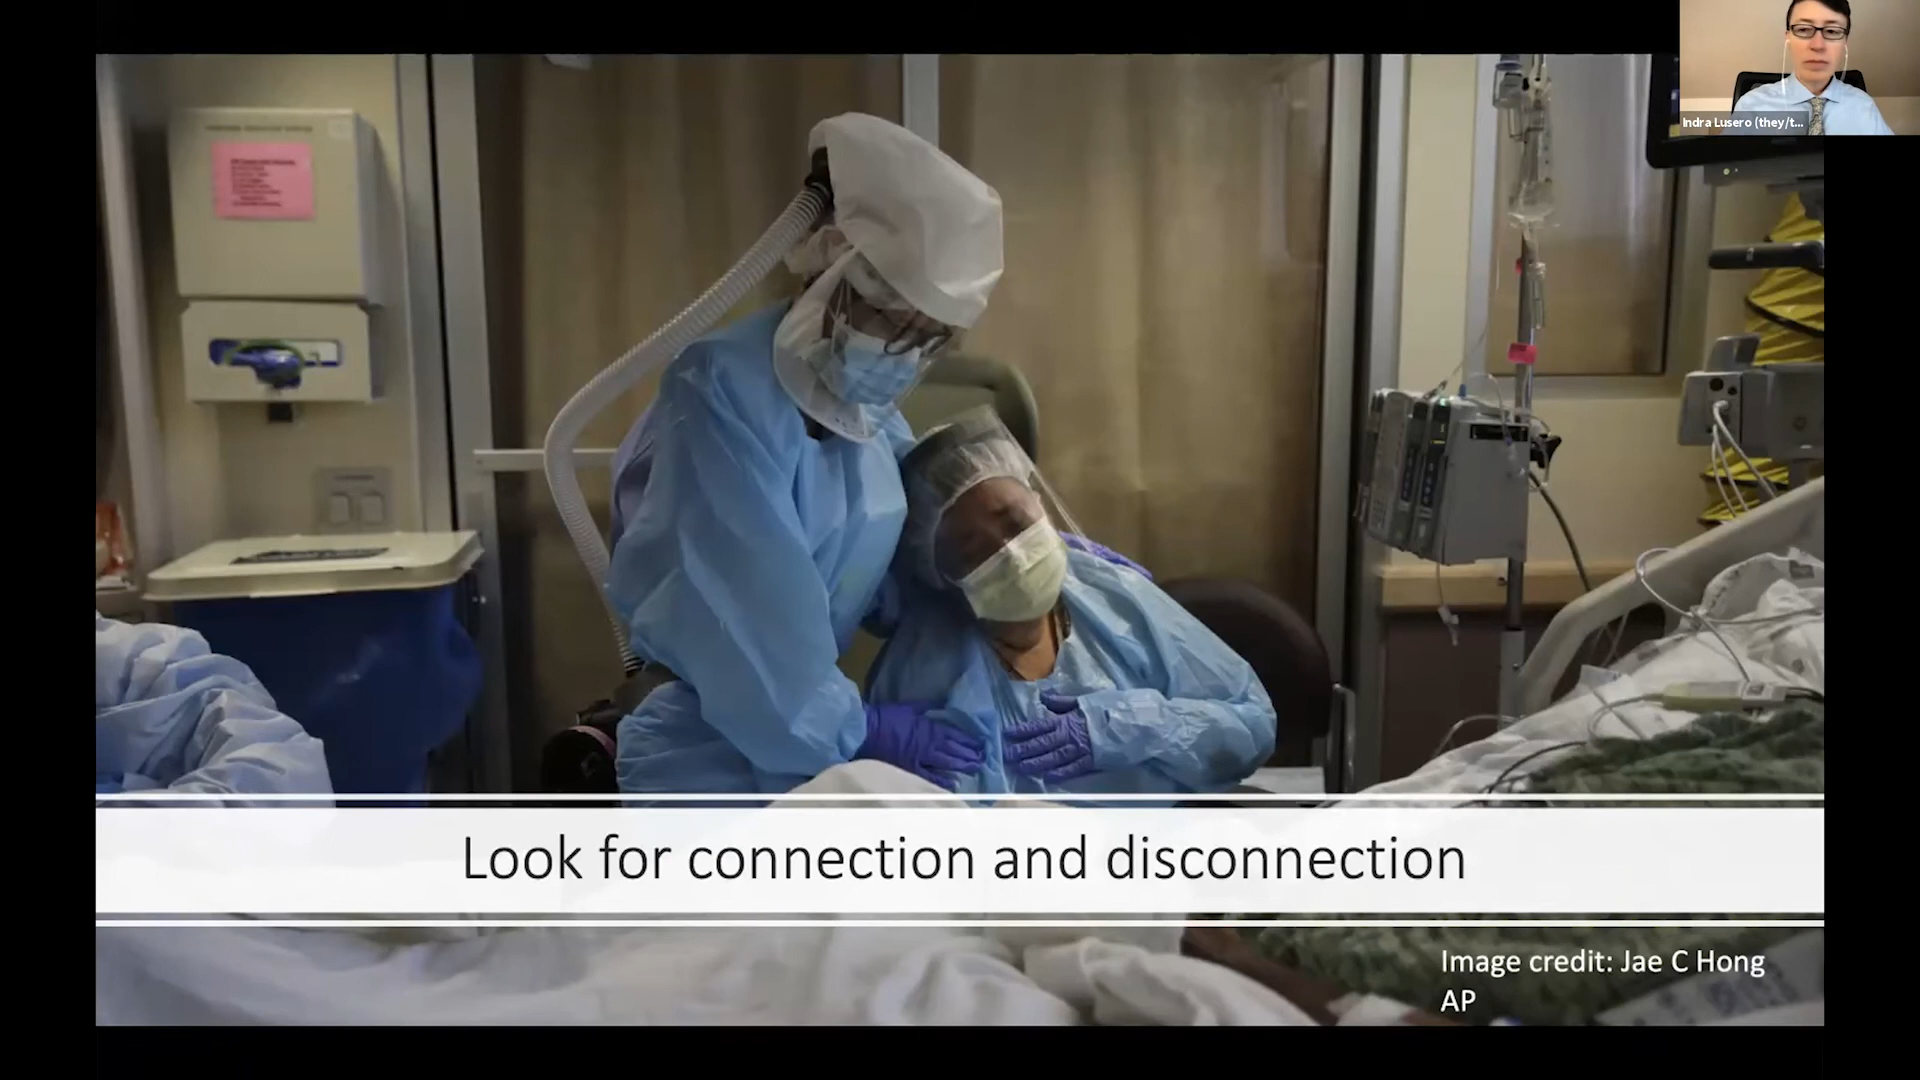 Indra Lusero (they/t...
Look for connection and disconnection
Image credit: Jae C Hong
AP